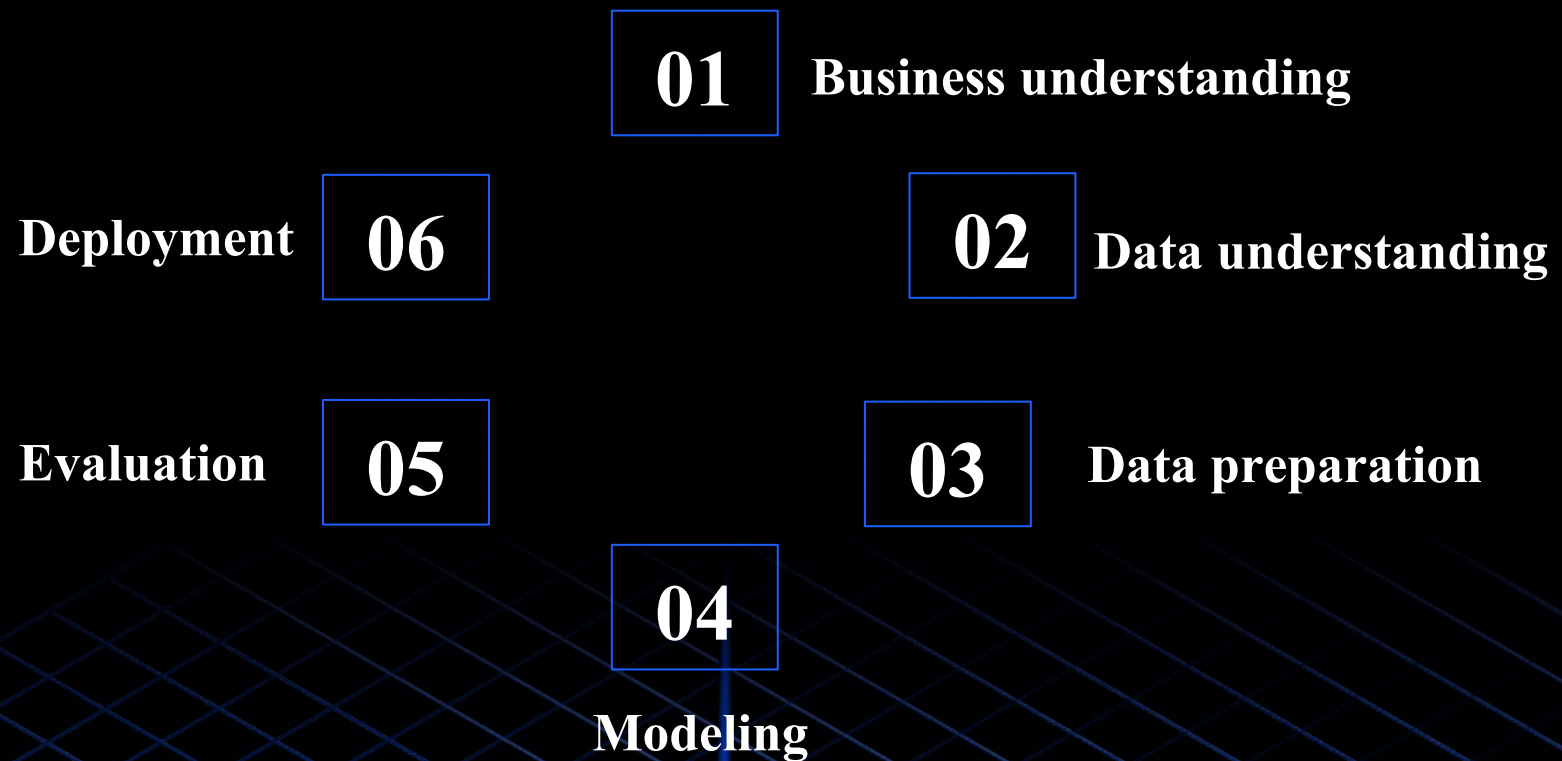 01
Business understanding
02
Data understanding
03
Data preparation
04
Modeling
05
Evaluation
06
Deployment